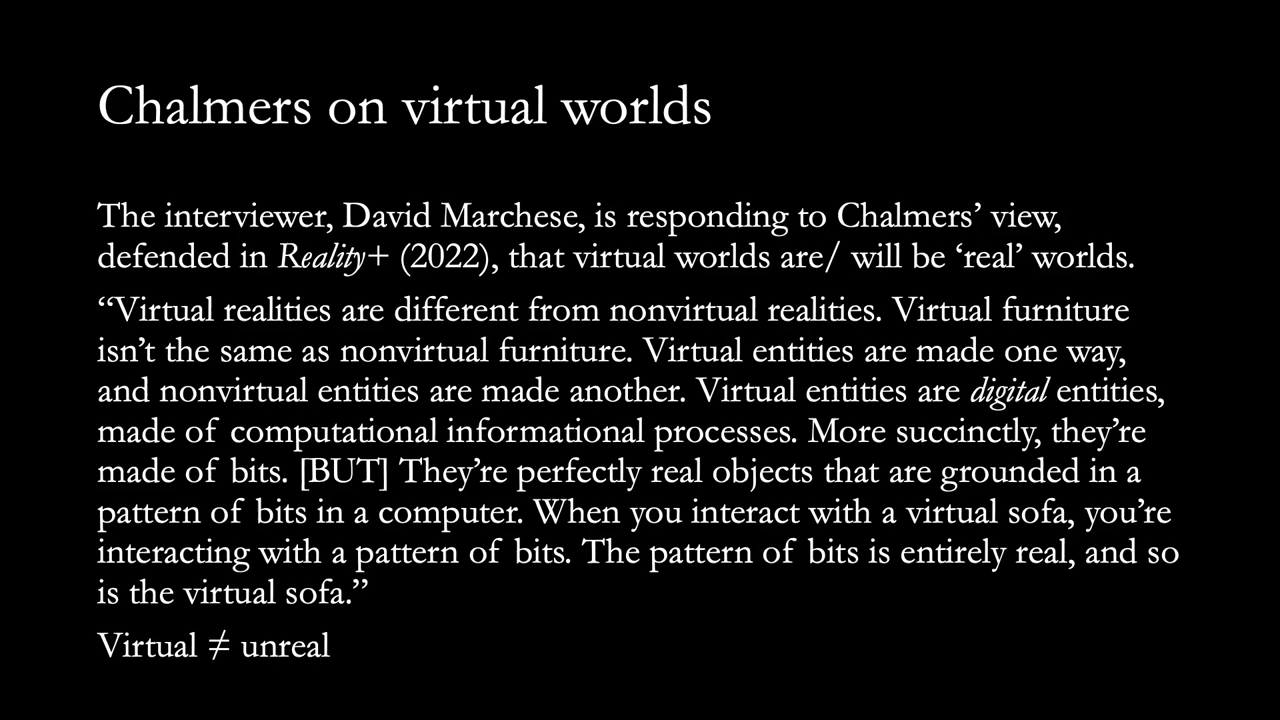 Chalmers on virtual worlds
The interviewer, David Marchese, is responding to Chalmers’ view,
defended in Reality+ (2022), that virtual worlds are/ will be ‘real’ worlds.
“Virtual realities are different from nonvirtual realities. Virtual furniture
isn’t the same as nonvirtual furniture. Virtual entities are made one way,
and nonvirtual entities are made another. Virtual entities are digital entities,
made of computational informational processes. More succinctly, they’re
made of bits. [BUT] They’re perfectly real objects that are grounded in a
pattern of bits in a computer. When you interact with a virtual sofa, you’re
interacting with a pattern of bits. The pattern of bits is entirely real, and so
is the virtual sofa.”
Virtual ≠ unreal